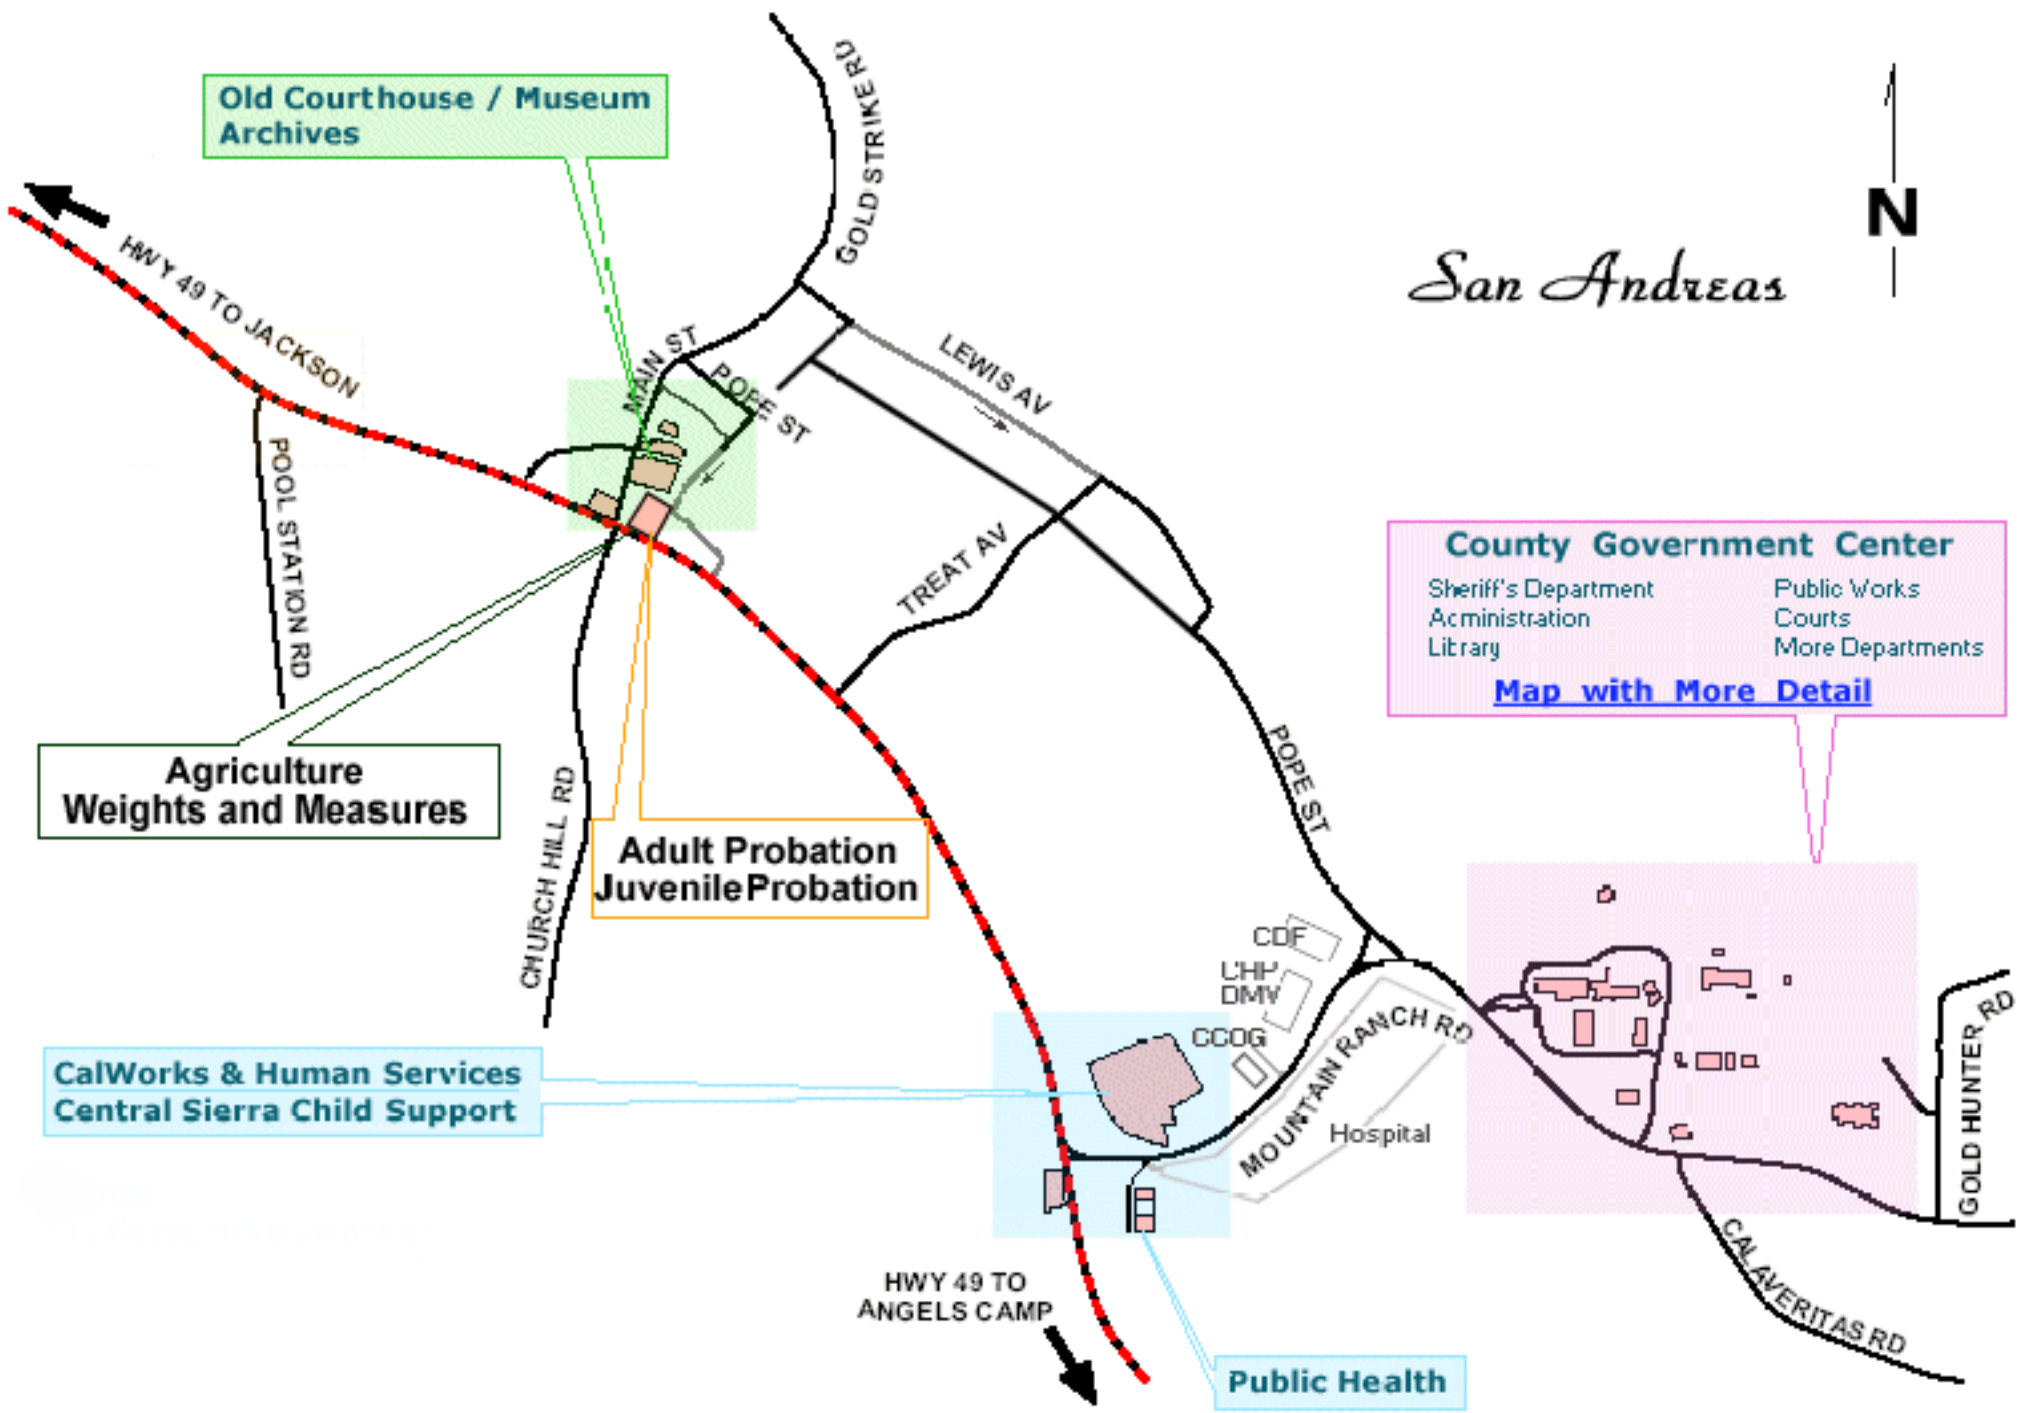 Old Courthouse / Museum
Archives
GOLD STRIKE RD
N
San Andreas
HWY 49 TO JACKSON
MAIN ST
POPE ST
LEWIS AV
POOL STATION RD
TREAT AV
County Government Center
Sheriff's Department
Public Works
Administration
Courts
Library
More Departments
Map with More Detail
Agriculture
Weights and Measures
CHURCH HILL RD
Adult Probation
Juvenile Probation
POPE ST
CDF
CHP
DMV
CCOG
MOUNTAIN RANCH RD
Hospital
GOLD HUNTER RD
CalWorks & Human Services
Central Sierra Child Support
CALAVERITAS RD
HWY 49 TO
ANGELS CAMP
Public Health